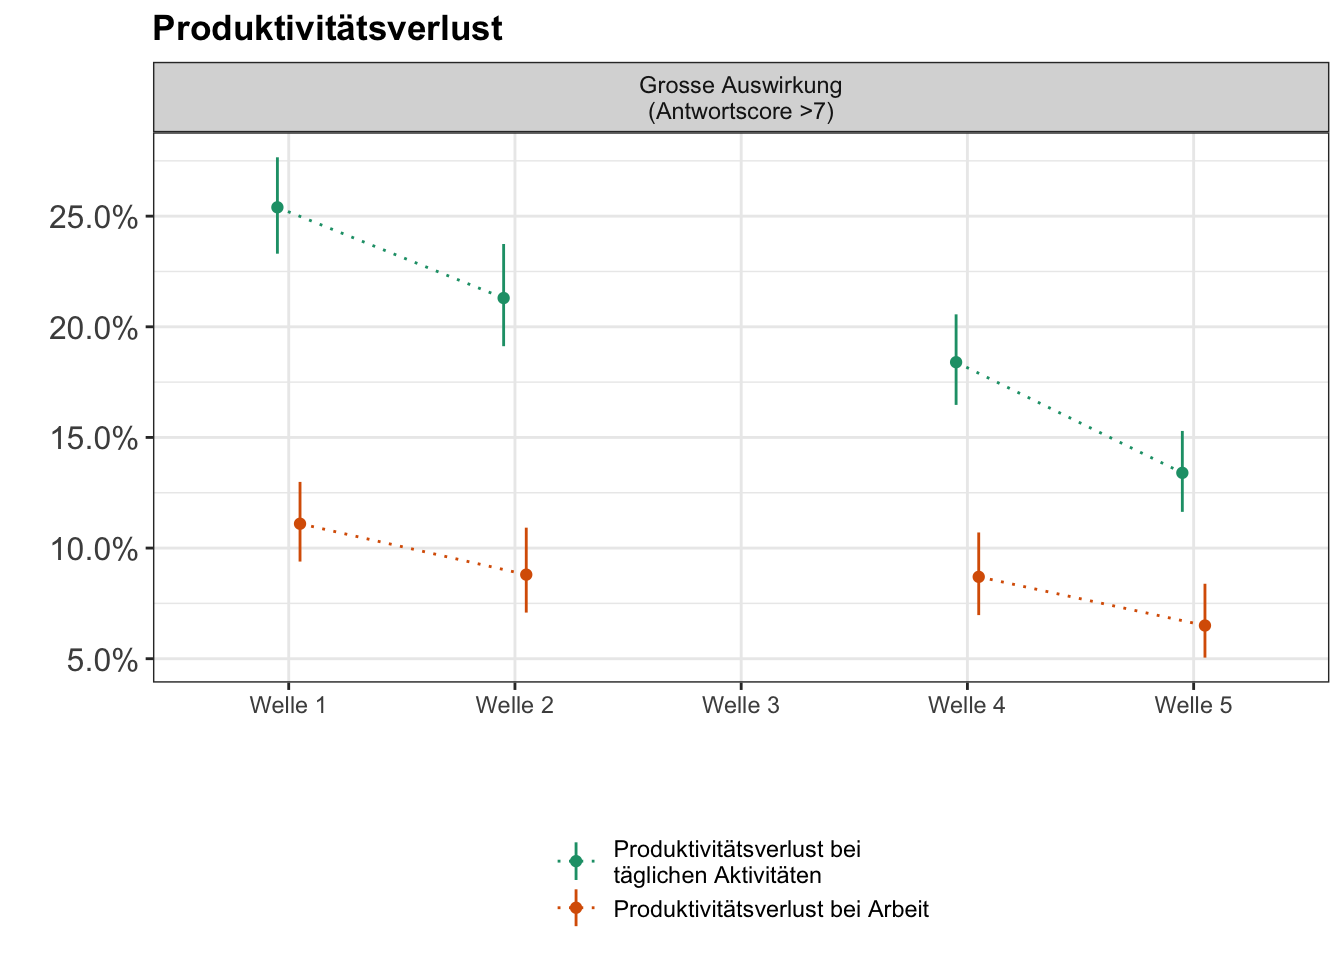 Produktivitätsverlust
Grosse Auswirkung
(Antwortscore >7)
25.0%
20.0%
15.0%
10.0%
5.0%
Welle 1
Welle 2
Welle 3
Welle 4
Welle 5
Produktivitätsverlust bei
täglichen Aktivitäten
Produktivitätsverlust bei Arbeit